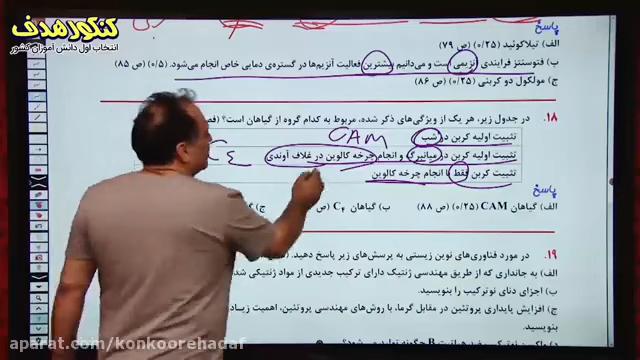 کنکور هدف
انتخاب اول دانش آموزان کشور
پاسخ
الف) تیلاکوئید (۰/۲۵) (ص ۷۹)
ب) فتوسنتز فرایندی آنزیمی است و می‌دانیم بیشترین فعالیت آنزیم‌ها در گستره‌ی دمایی خاص انجام می‌شود. (۰/۵) (ص ۸۵)
ج) مولکول دو کربنی (۰/۲۵) (ص ۸۶)
۱۸. در جدول زیر، هر یک از ویژگی‌های ذکر شده، مربوط به کدام گروه از گیاهان است؟
CAM
تثبیت اولیه کربن در شب
C₄
تثبیت اولیه کربن در میانبرگ و انجام چرخه کالوین در غلاف آوندی
تثبیت کربن فقط با انجام چرخه کالوین
پاسخ
الف) گیاهان CAM (۰/۲۵) (ص ۸۸) ب) گیاهان C₄ ج) گیاهان
۱۹. در مورد فناوری‌های نوین زیستی به پرسش‌های زیر پاسخ دهید.
الف) به جانداری که از طریق مهندسی ژنتیک دارای ترکیب جدیدی از مواد ژنتیکی شده
ب) اجزای دنای نوترکیب را بنویسید.
ج) افزایش پایداری پروتئین در مقابل گرما، با روش‌های مهندسی پروتئین، اهمیت زیادی
بنویسید.
aparat.com/konkoorehadaf